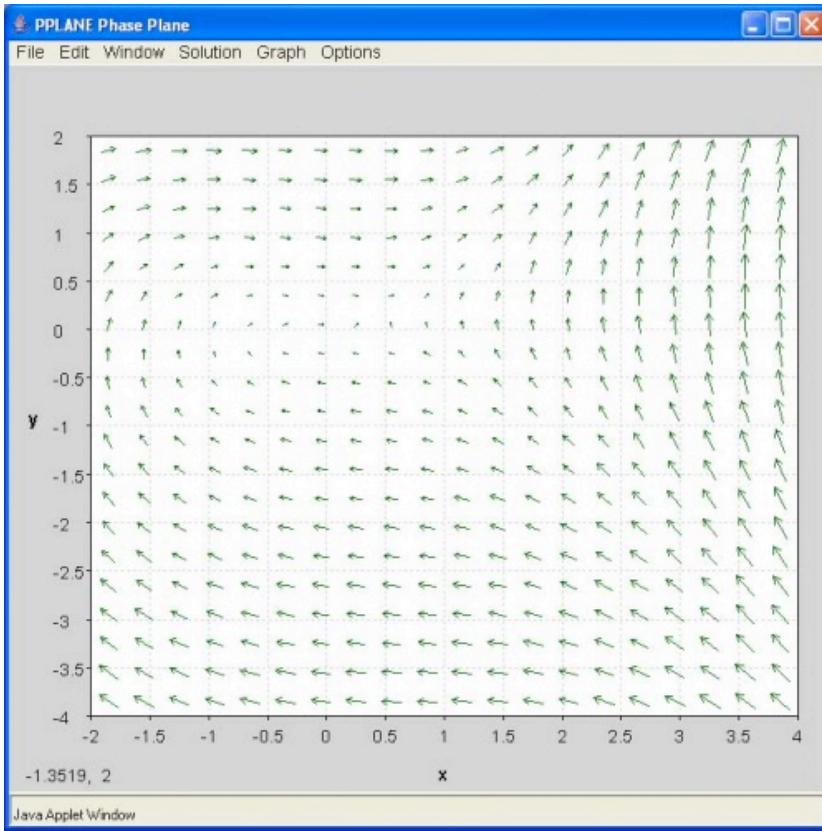 PPLANE Phase Plane
File Edit Window Solution Graph Options
2
1.5
1
0.5
0
-0.5
y -1
-1.5
-2
-2.5
-3
-3.5
-4
-2 -1.5 -1 -0.5 0 0.5 1 1.5 2 2.5 3 3.5 4
-1.3519, 2 x
Java Applet Window